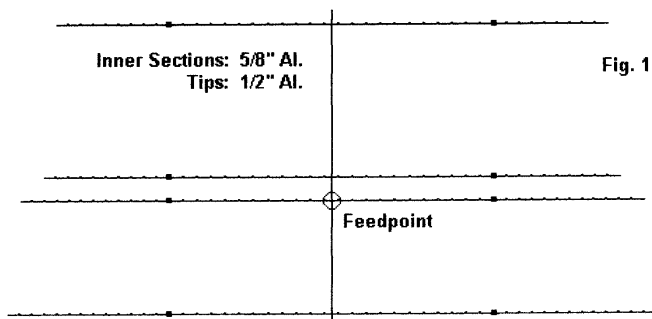 Inner Sections: 5/8" Al.
Tips: 1/2" Al.
Fig. 1
Feedpoint